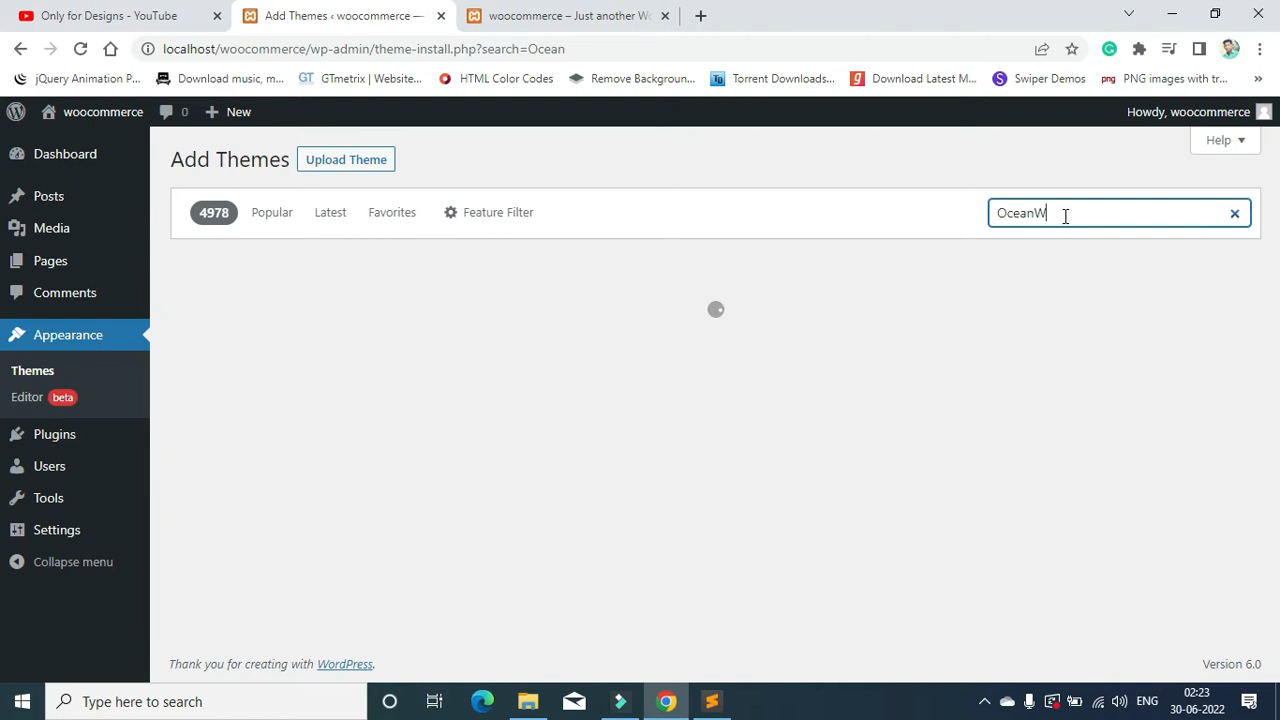 Only for Designs - YouTube
Add Themes ‹ woocommerce —
woocommerce – Just another Wo
localhost/woocommerce/wp-admin/theme-install.php?search=Ocean
jQuery Animation P...
Download music, m...
GT GTmetrix | Website...
HTML Color Codes
Remove Backgroun...
Torrent Downloads...
Download Latest M...
S Swiper Demos
png PNG images with tr...
woocommerce
0
New
Howdy, woocommerce
Dashboard
Add Themes
Upload Theme
Help
Posts
4978
Popular
Latest
Favorites
Feature Filter
OceanW
Media
Pages
Comments
Appearance
Themes
Editor beta
Plugins
Users
Tools
Settings
Collapse menu
Thank you for creating with WordPress.
Version 6.0
Type here to search
ENG
02:23
30-06-2022